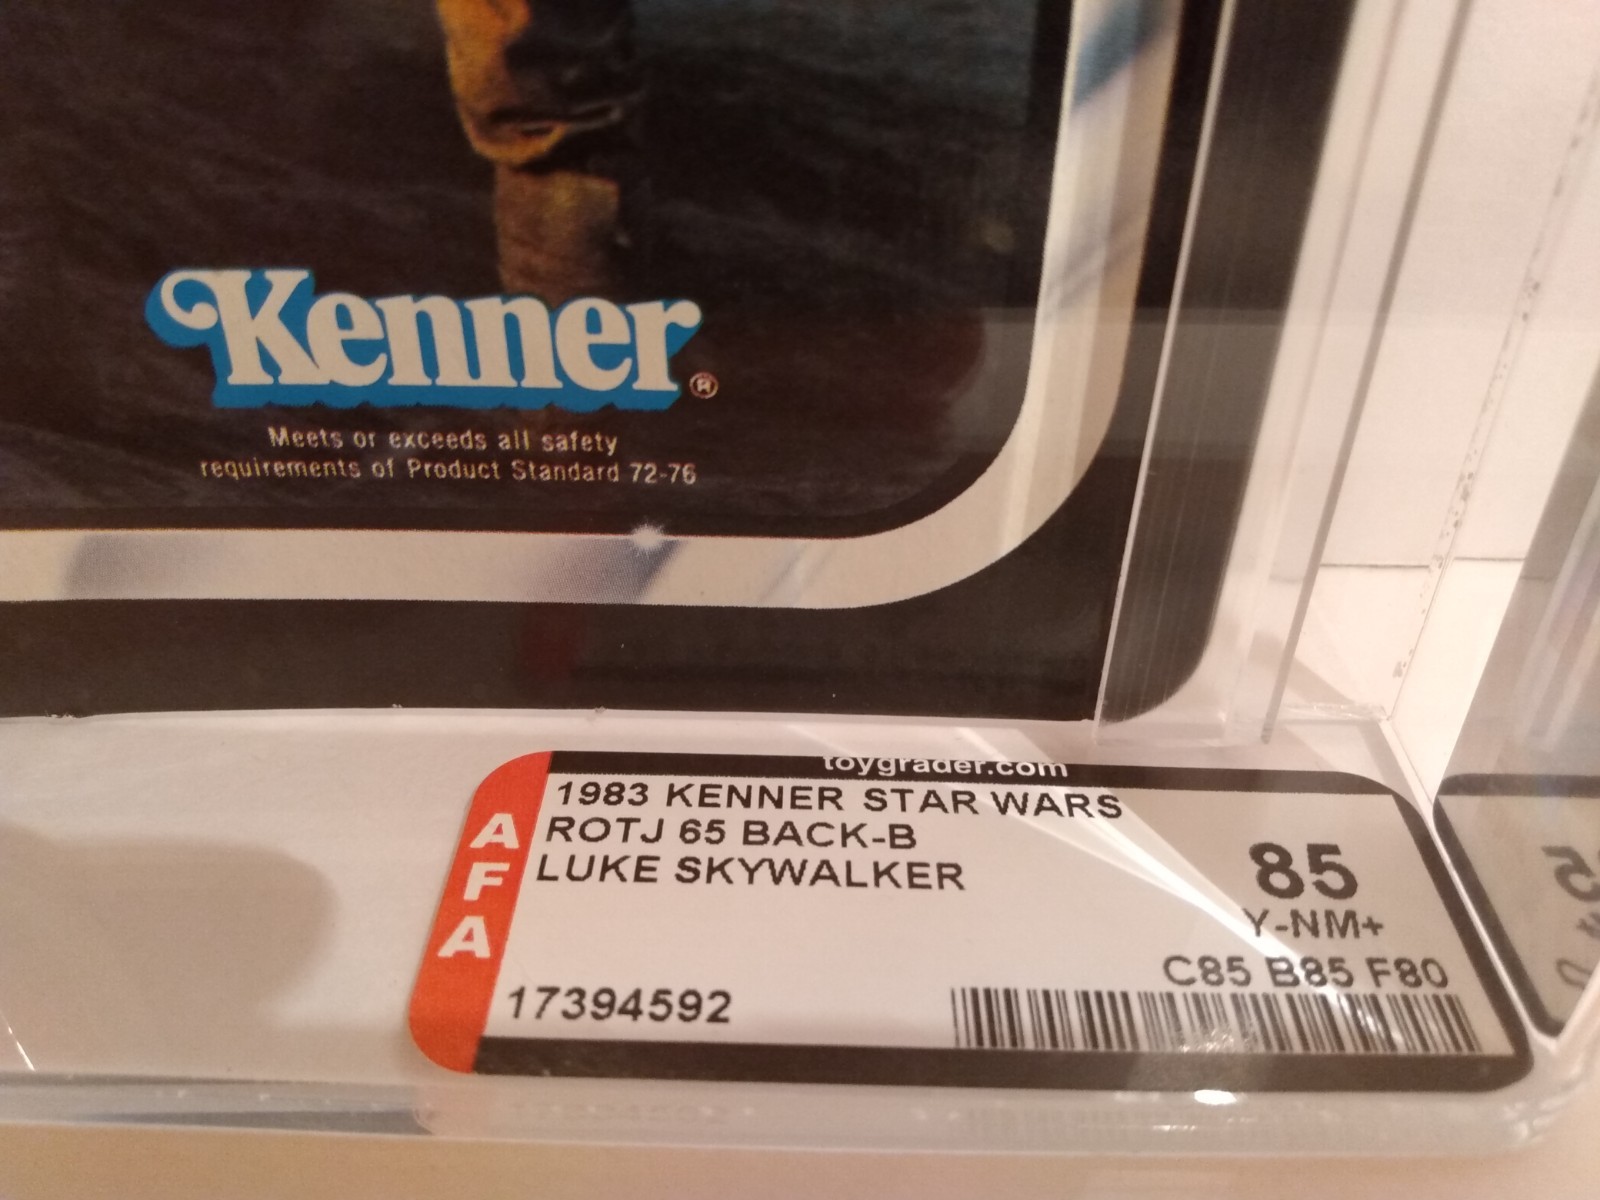 Kenner®
Meets or exceeds all safety
requirements of Product Standard 72-76
toygrader.com
AFA
1983 KENNER STAR WARS
ROTJ 65 BACK-B
LUKE SKYWALKER
85
Y-NM+
C85 B85 F80
17394592